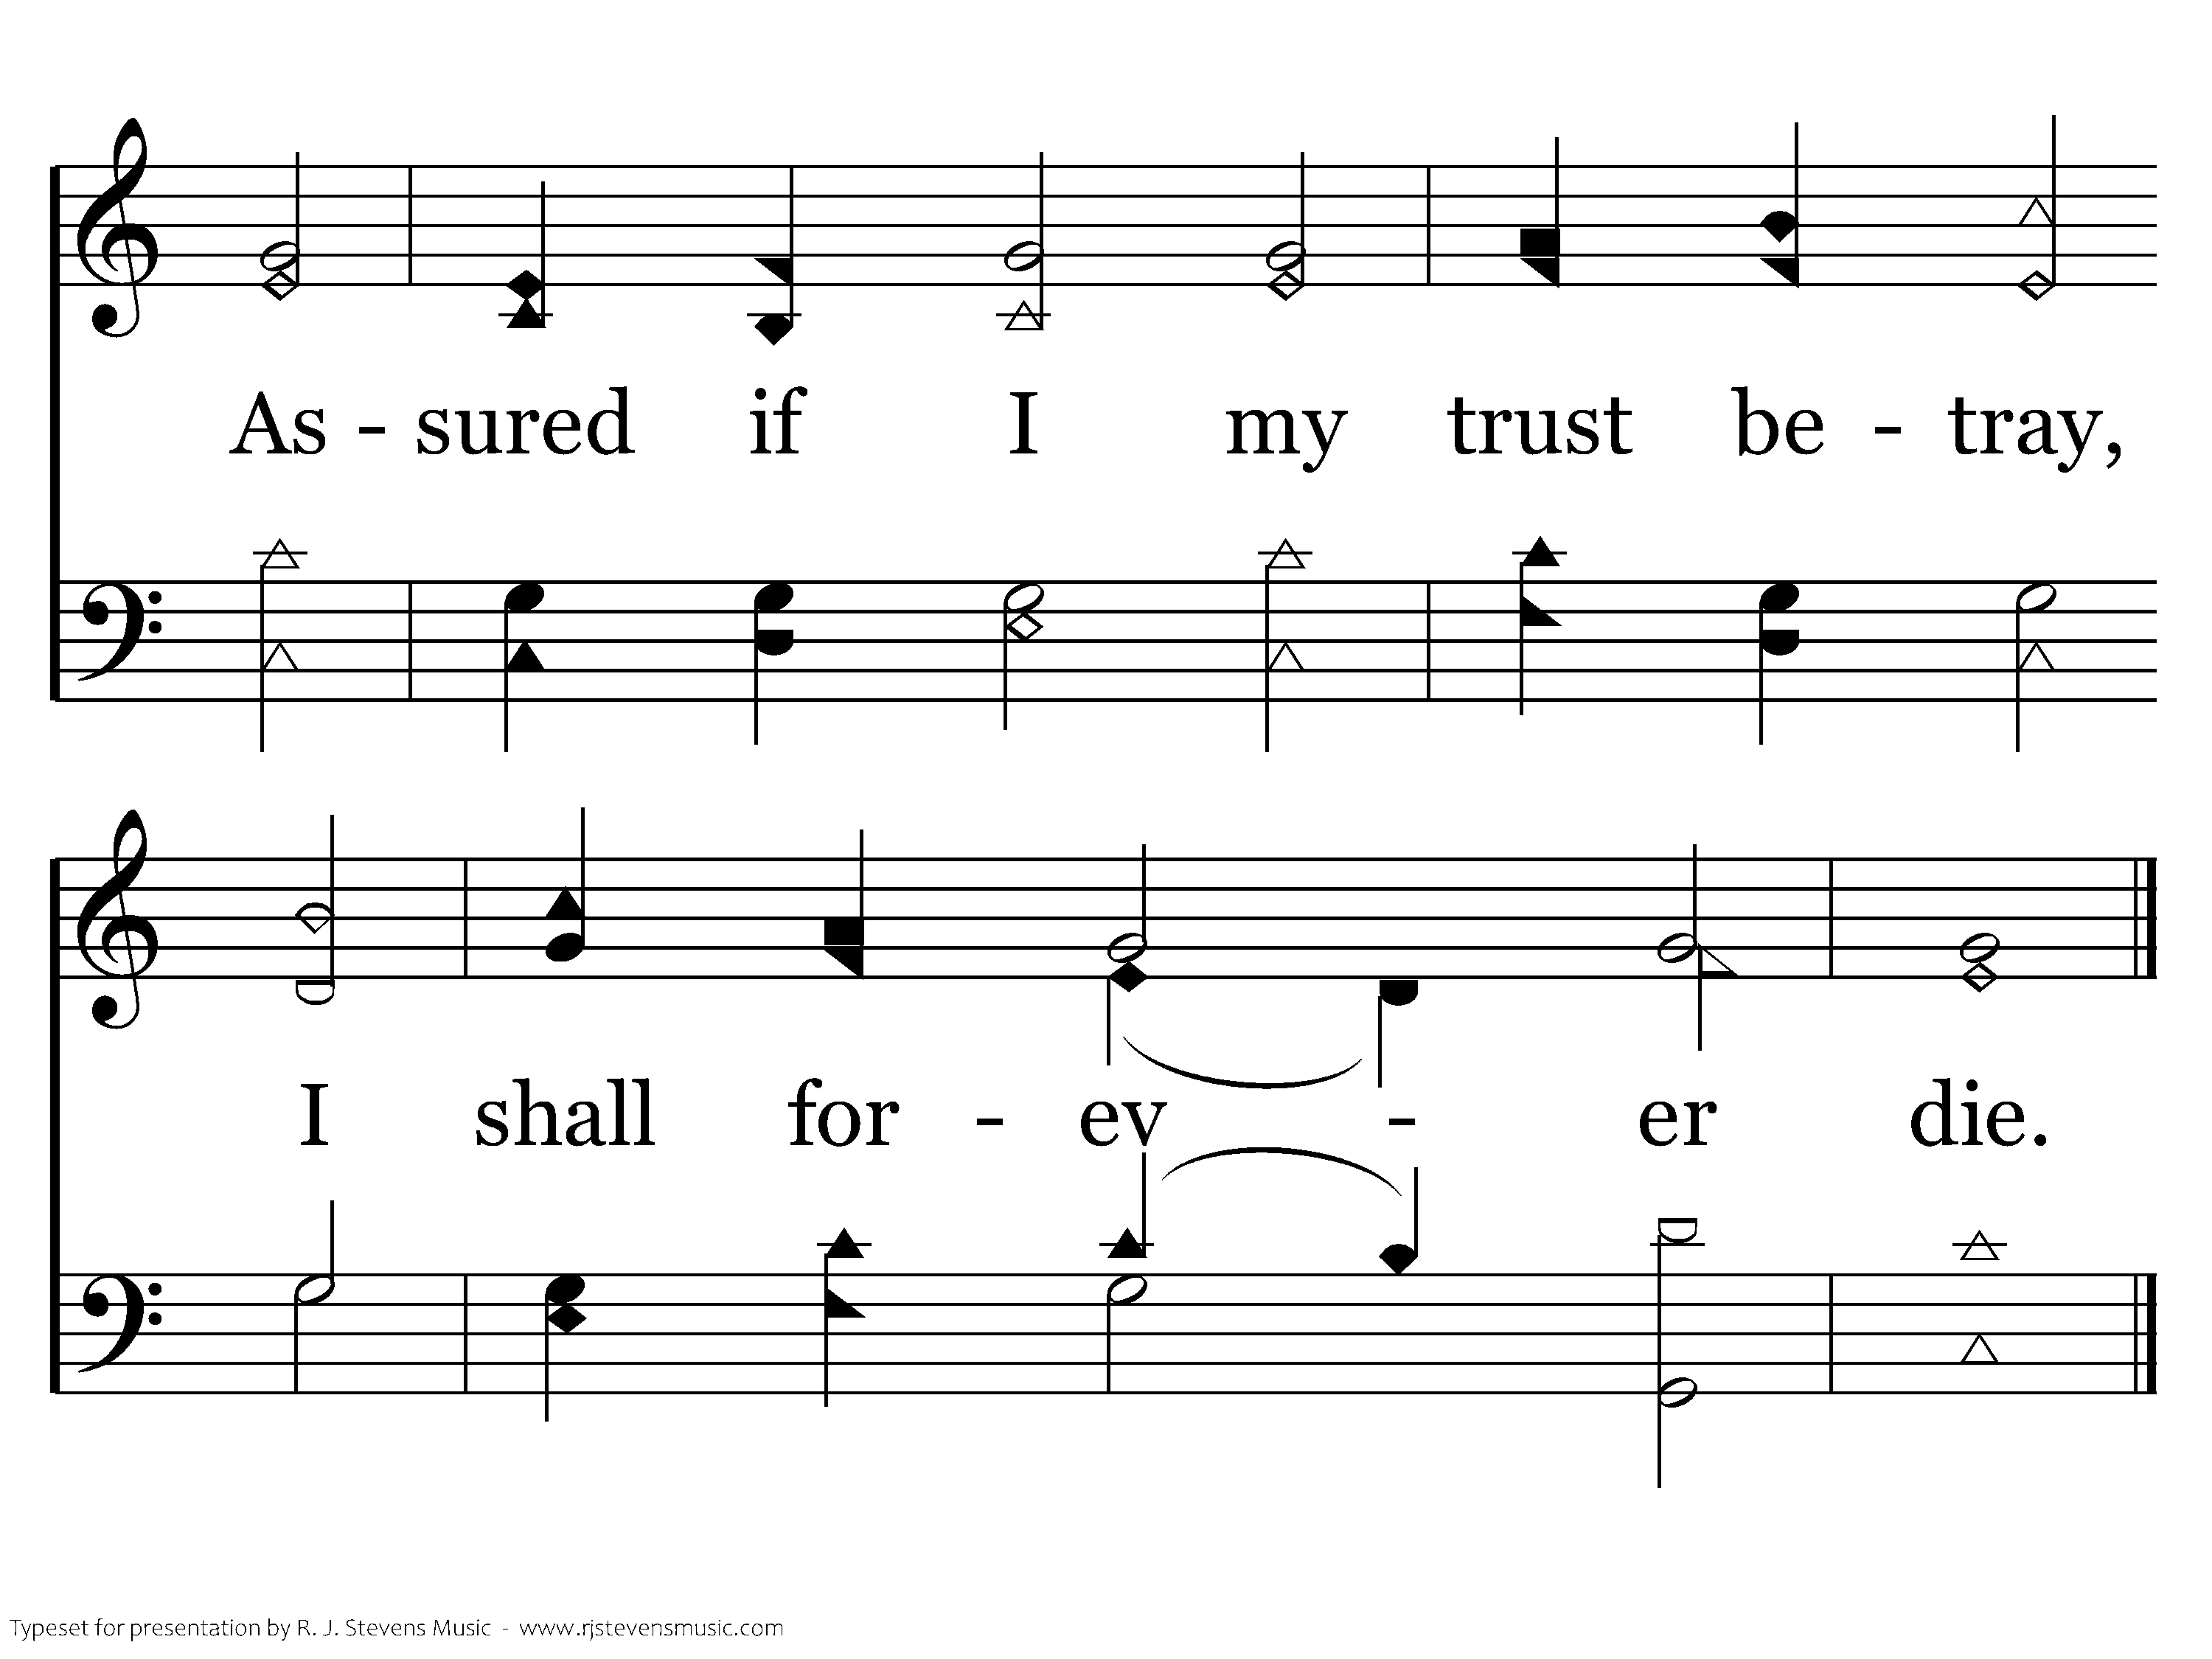 As - sured if I my trust be - tray,
I shall for - ev - er die.
Typeset for presentation by R. J. Stevens Music - www.rjstevensmusic.com